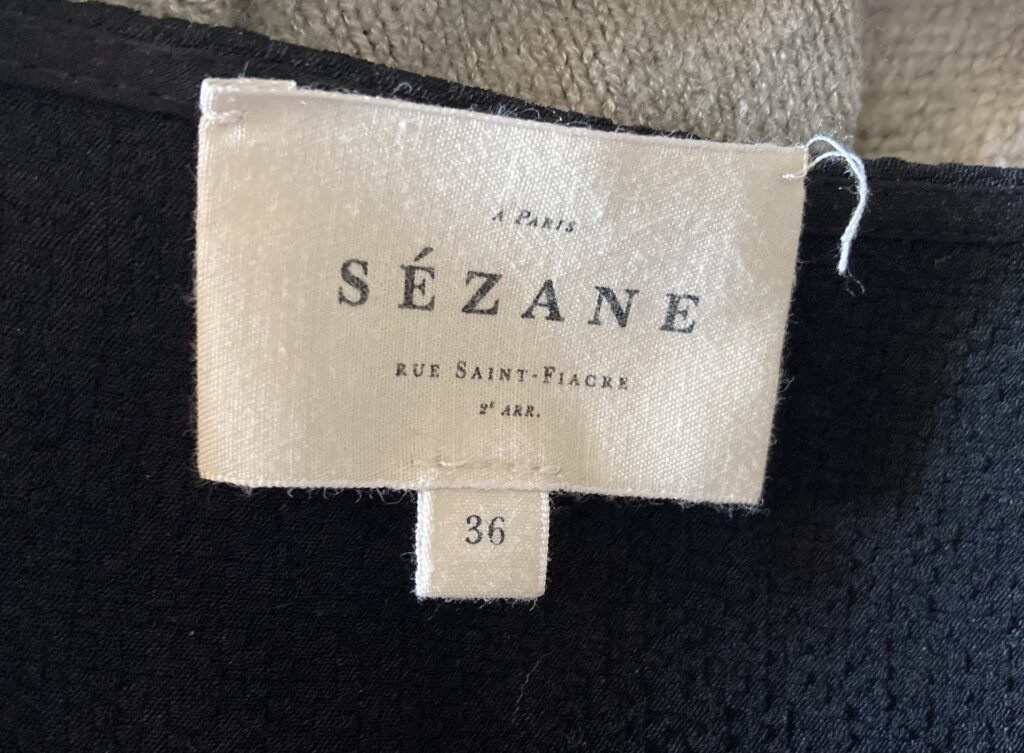 A PARIS
SÉZANE
RUE SAINT-FIACRE
2E ARR.
36